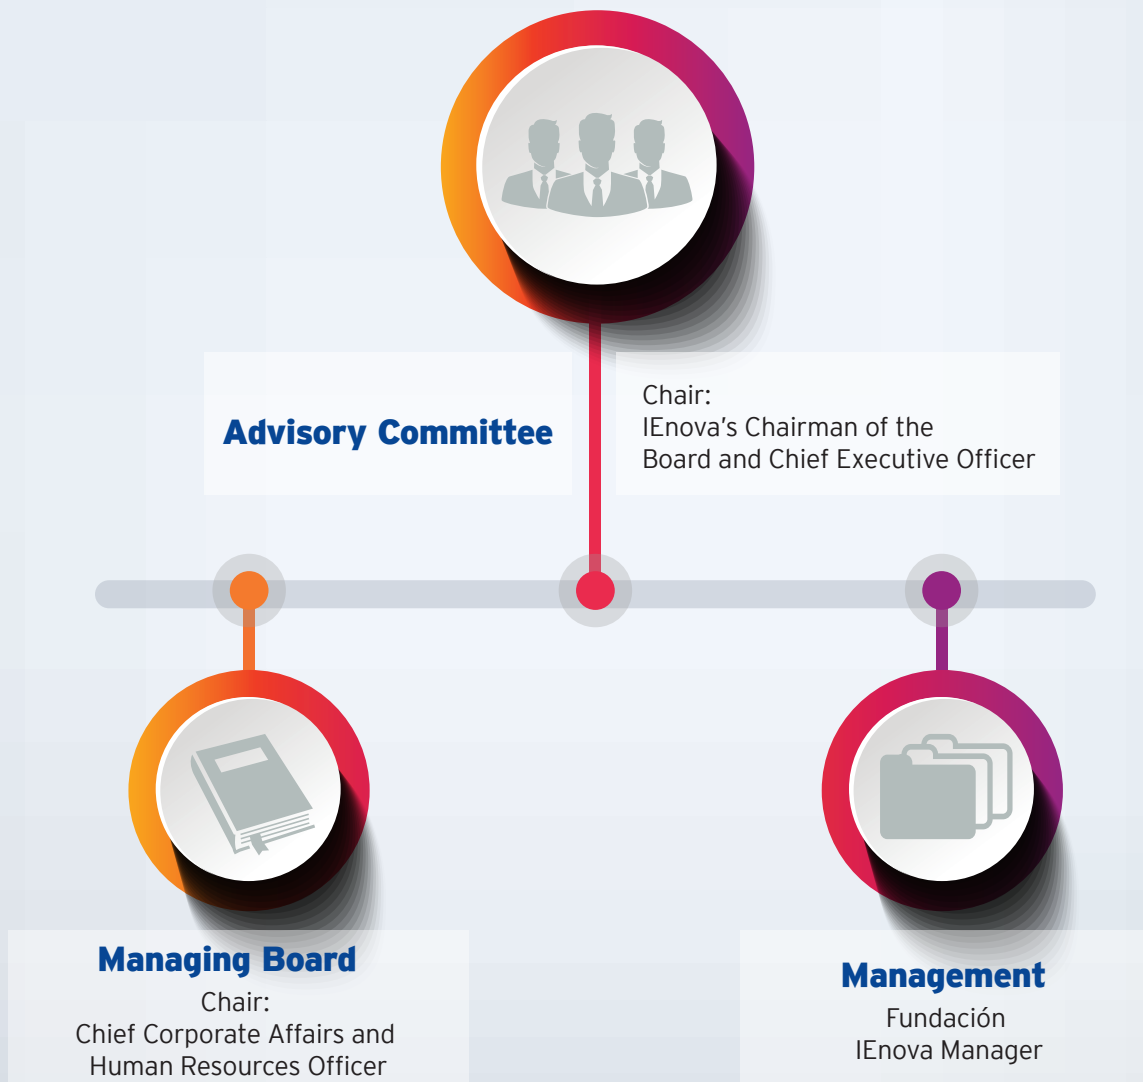 Advisory Committee
Chair:
IEnova's Chairman of the
Board and Chief Executive Officer
Managing Board
Chair:
Chief Corporate Affairs and
Human Resources Officer
Management
Fundación
IEnova Manager